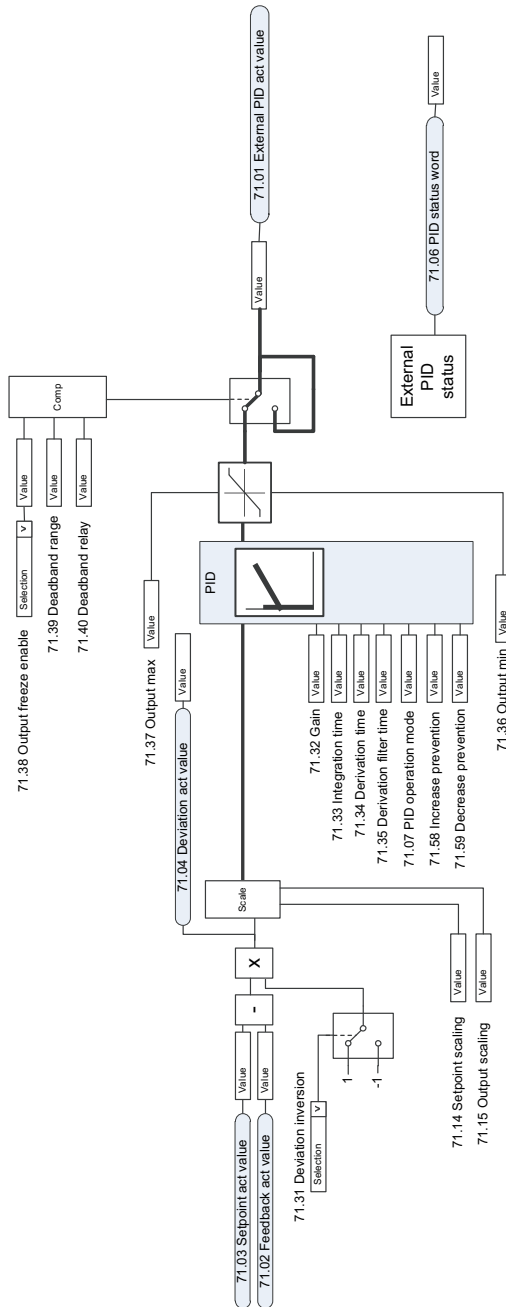 71.38 Output freeze enable
Selection
v
Value
71.39 Deadband range
Value
71.40 Deadband relay
Value
Comp
71.37 Output max
Value
71.04 Deviation act value
Value
71.03 Setpoint act value
Value
71.02 Feedback act value
Value
-
X
Scale
PID
Value
71.01 External PID act value
71.31 Deviation inversion
Selection
v
1
-1
71.32 Gain
Value
71.33 Integration time
Value
71.34 Derivation time
Value
71.35 Derivation filter time
Value
71.07 PID operation mode
Value
71.58 Increase prevention
Value
71.59 Decrease prevention
Value
71.14 Setpoint scaling
Value
71.15 Output scaling
Value
71.36 Output min
Value
External
PID
status
71.06 PID status word
Value